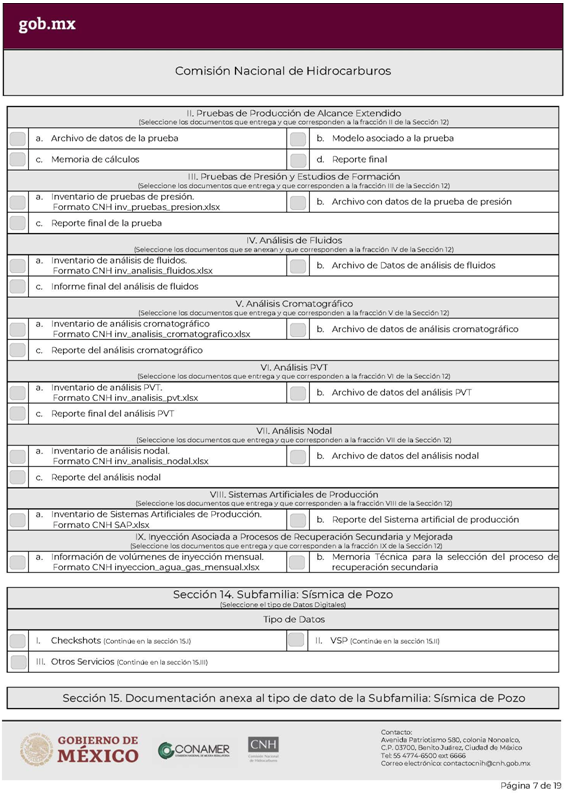 gob.mx
Comisión Nacional de Hidrocarburos
II. Pruebas de Producción de Alcance Extendido
(Seleccione los documentos que entrega y que corresponden a la fracción II de la Sección 12)
a. Archivo de datos de la prueba
b. Modelo asociado a la prueba
c. Memoria de cálculos
d. Reporte final
III. Pruebas de Presión y Estudios de Formación
(Seleccione los documentos que entrega y que corresponden a la fracción III de la Sección 12)
a. Inventario de pruebas de presión.
Formato CNH inv_pruebas_presion.xlsx
b. Archivo con datos de la prueba de presión
c. Reporte final de la prueba
IV. Análisis de Fluidos
(Seleccione los documentos que se anexan y que corresponden a la fracción IV de la Sección 12)
a. Inventario de análisis de fluidos.
Formato CNH inv_analisis_fluidos.xlsx
b. Archivo de Datos de análisis de fluidos
c. Informe final del análisis de fluidos
V. Análisis Cromatográfico
(Seleccione los documentos que entrega y que corresponden a la fracción V de la Sección 12)
a. Inventario de análisis cromatográfico
Formato CNH inv_analisis_cromatografico.xlsx
b. Archivo de datos de análisis cromatográfico
c. Reporte del análisis cromatográfico
VI. Análisis PVT
(Seleccione los documentos que entrega y que corresponden a la fracción VI de la Sección 12)
a. Inventario de análisis PVT.
Formato CNH inv_analisis_pvt.xlsx
b. Archivo de datos del análisis PVT
c. Reporte final del análisis PVT
VII. Análisis Nodal
(Seleccione los documentos que entrega y que corresponden a la fracción VII de la Sección 12)
a. Inventario de análisis nodal.
Formato CNH inv_analisis_nodal.xlsx
b. Archivo de datos del análisis nodal
c. Reporte del análisis nodal
VIII. Sistemas Artificiales de Producción
(Seleccione los documentos que entrega y que corresponden a la fracción VIII de la Sección 12)
a. Inventario de Sistemas Artificiales de Producción.
Formato CNH SAP.xlsx
b. Reporte del Sistema artificial de producción
IX. Inyección Asociada a Procesos de Recuperación Secundaria y Mejorada
(Seleccione los documentos que entrega y que corresponden a la fracción IX de la Sección 12)
a. Información de volúmenes de inyección mensual.
Formato CNH inyeccion_agua_gas_mensual.xlsx
b. Memoria Técnica para la selección del proceso de
recuperación secundaria
Sección 14. Subfamilia: Sísmica de Pozo
(Seleccione el tipo de Datos Digitales)
Tipo de Datos
I. Checkshots (Continúe en la sección 15.I)
II. VSP (Continúe en la sección 15.II)
III. Otros Servicios (Continúe en la sección 15.III)
Sección 15. Documentación anexa al tipo de dato de la Subfamilia: Sísmica de Pozo
GOBIERNO DE
MÉXICO
CONAMER
CNH
Comisión Nacional
de Hidrocarburos
Contacto:
Avenida Patriotismo 580, colonia Nonoalco,
C.P. 03700, Benito Juárez, Ciudad de México
Tel: 55 4774-6500 ext 6666
Correo electrónico: contactocnih@cnh.gob.mx
Página 7 de 19